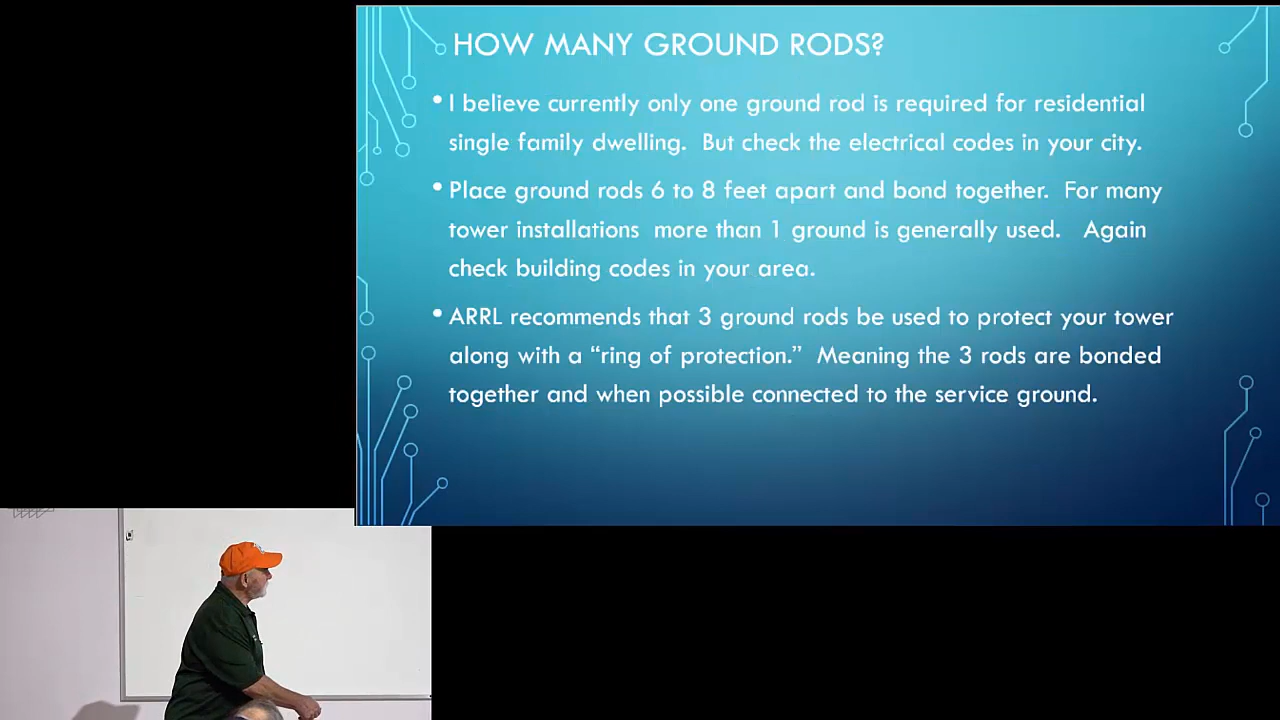 HOW MANY GROUND RODS?
• I believe currently only one ground rod is required for residential
single family dwelling.  But check the electrical codes in your city.
• Place ground rods 6 to 8 feet apart and bond together.  For many
tower installations  more than 1 ground is generally used.   Again
check building codes in your area.
• ARRL recommends that 3 ground rods be used to protect your tower
along with a “ring of protection.”  Meaning the 3 rods are bonded
together and when possible connected to the service ground.